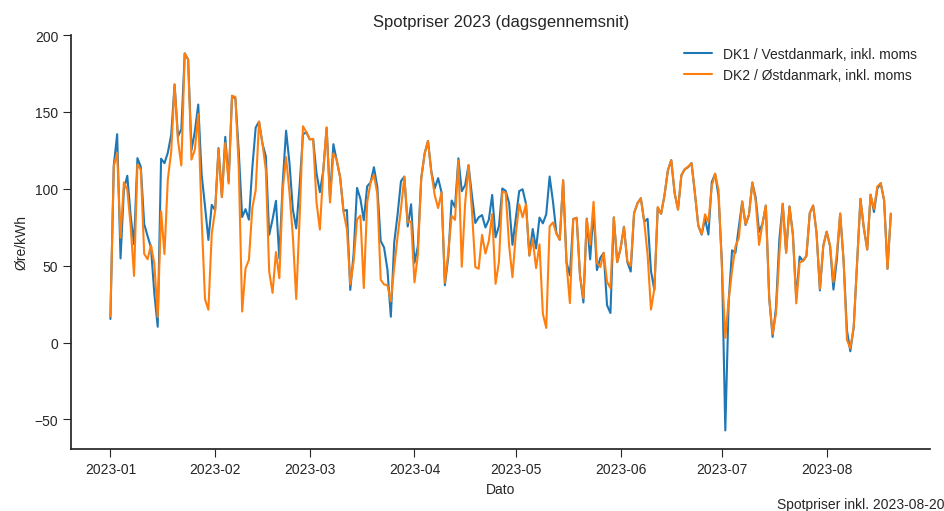 Spotpriser 2023 (dagsgennemsnit)
DK1 / Vestdanmark, inkl. moms
DK2 / Østdanmark, inkl. moms
Øre/kWh
200
150
100
50
0
−50
2023-01 2023-02 2023-03 2023-04 2023-05 2023-06 2023-07 2023-08
Dato
Spotpriser inkl. 2023-08-20